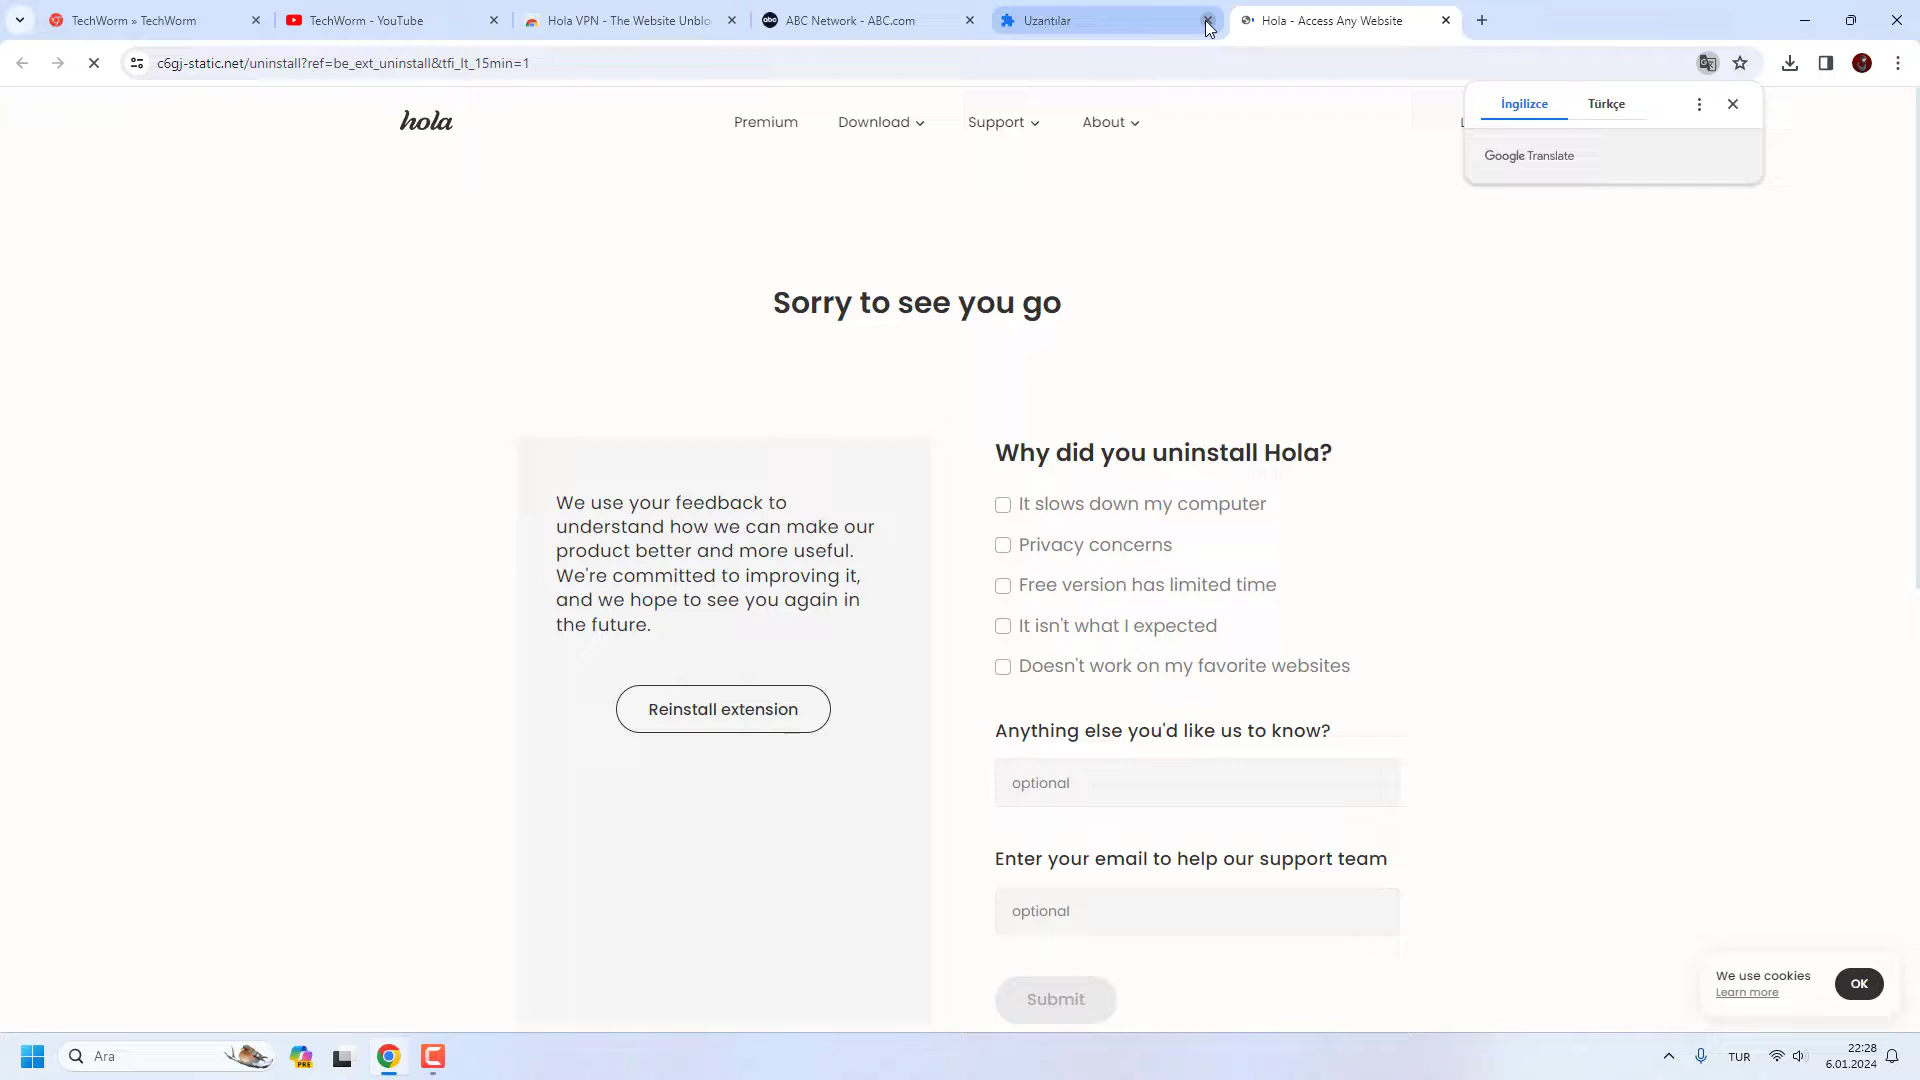 TechWorm » TechWorm
TechWorm - YouTube
Hola VPN - The Website Unblo
abc
ABC Network - ABC.com
Uzantılar
Hola - Access Any Website
c6gj-static.net/uninstall?ref=be_ext_uninstall&tfi_lt_15min=1
hola
Premium
Download
Support
About
L
İngilizce
Türkçe
Google Translate
Sorry to see you go
We use your feedback to
understand how we can make our
product better and more useful.
We're committed to improving it,
and we hope to see you again in
the future.
Reinstall extension
Why did you uninstall Hola?
It slows down my computer
Privacy concerns
Free version has limited time
It isn't what I expected
Doesn't work on my favorite websites
Anything else you'd like us to know?
optional
Enter your email to help our support team
optional
Submit
We use cookies
Learn more
OK
Ara
PRE
TUR
22:28
6.01.2024